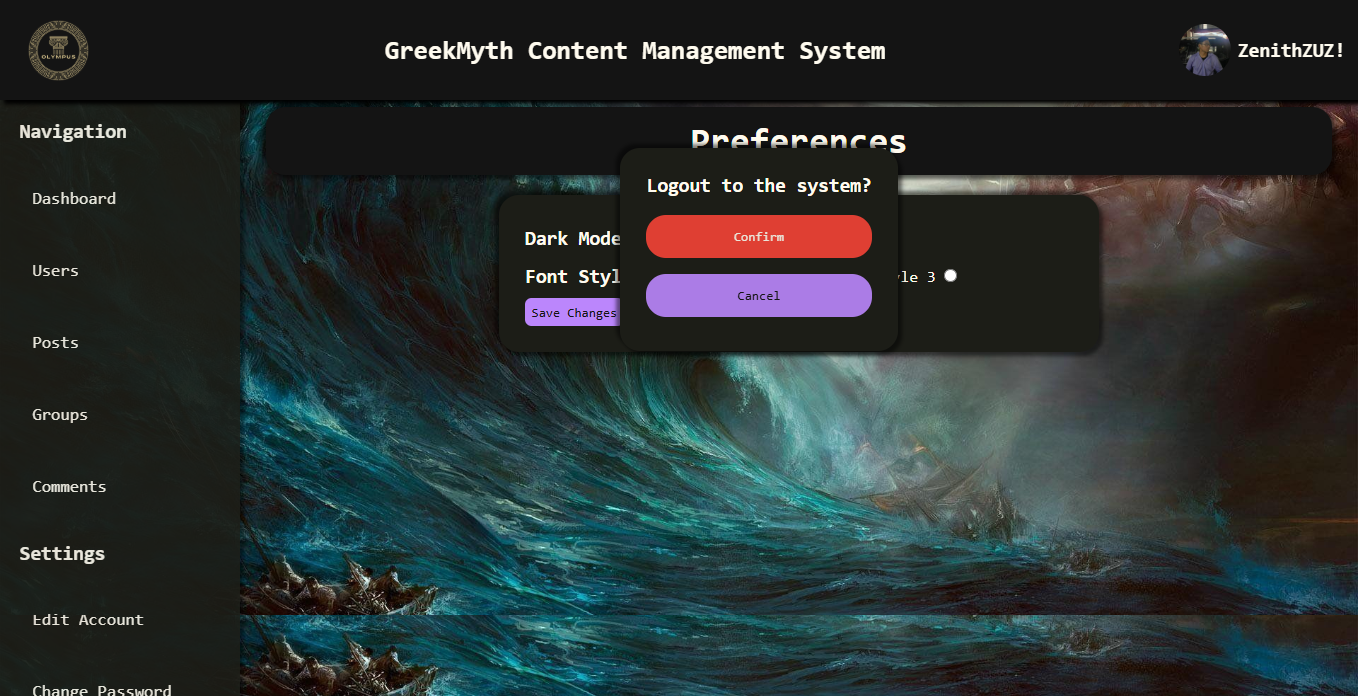 OLYMPUS
GreekMyth Content Management System
ZenithZUZ!
Navigation
Dashboard
Users
Posts
Groups
Comments
Settings
Edit Account
Change Password
Preferences
Logout to the system?
Confirm
Cancel
Dark Mode
Font Styl
le 3
Save Changes